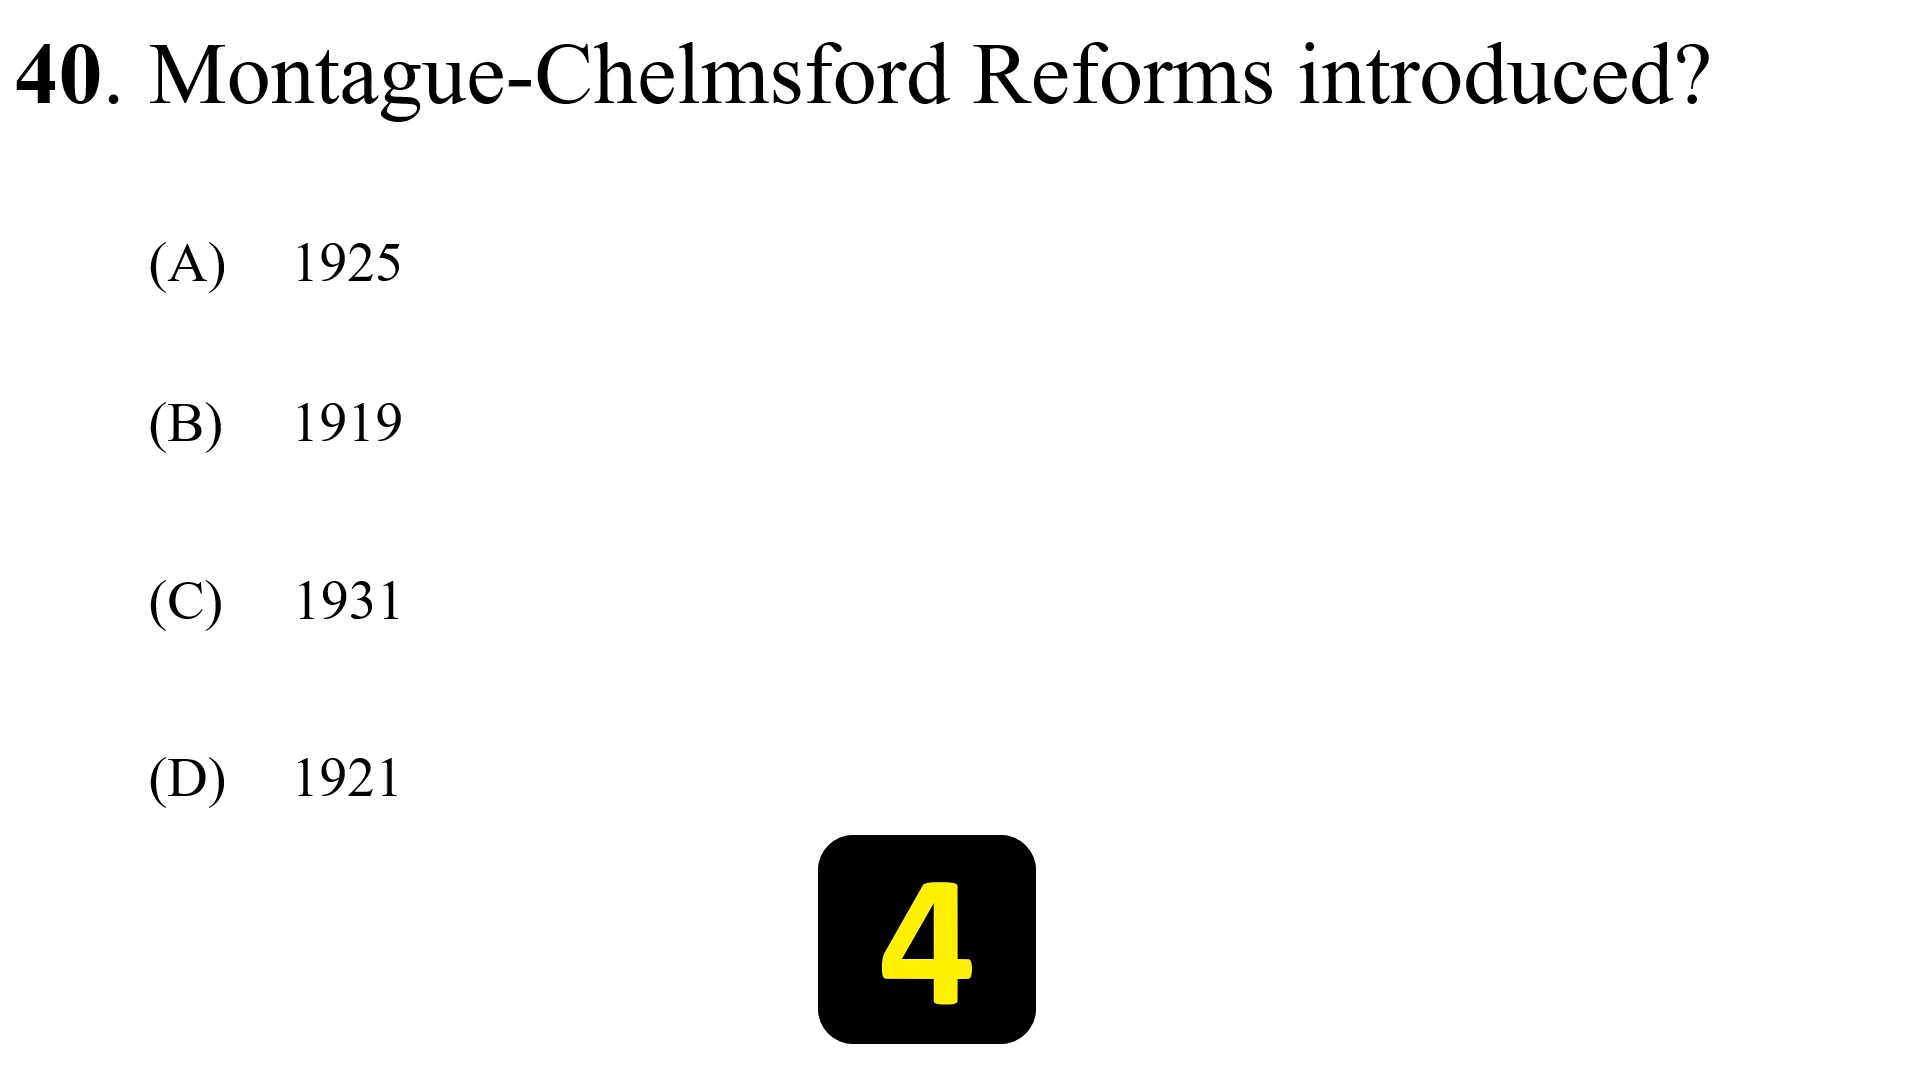 40. Montague-Chelmsford Reforms introduced?
(A) 1925
(B) 1919
(C) 1931
(D) 1921
4